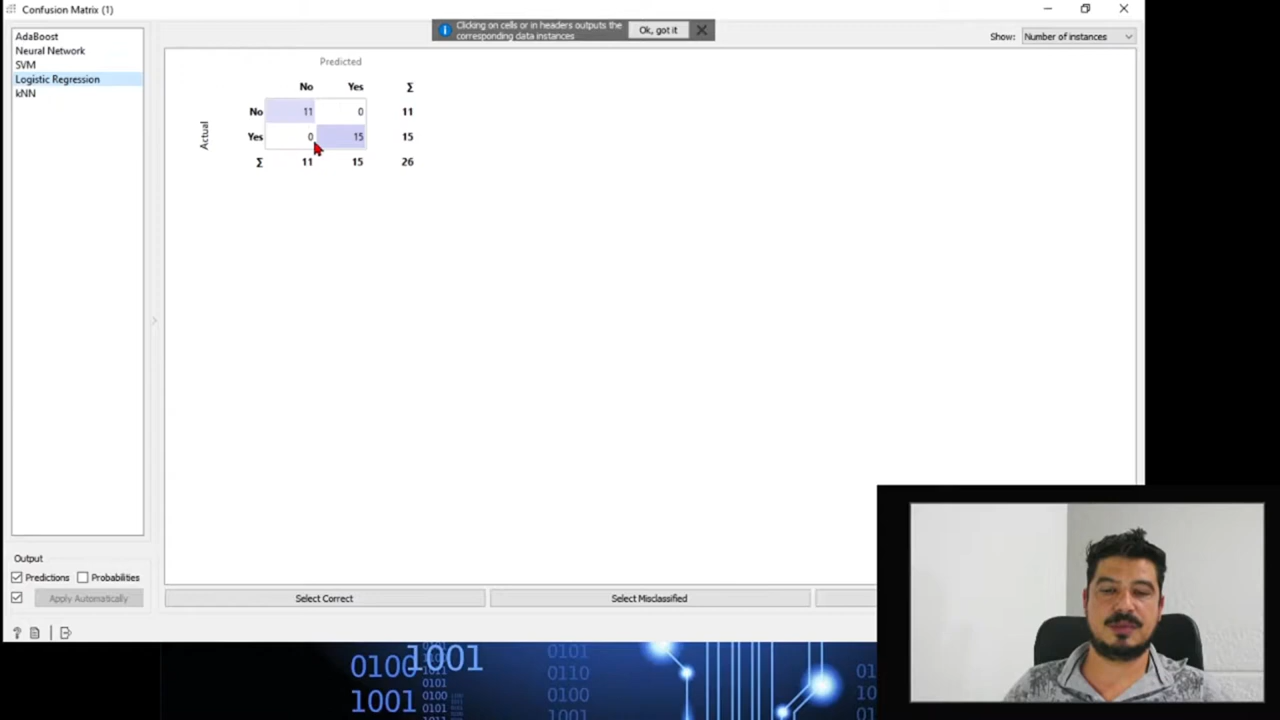 Confusion Matrix (1)
AdaBoost
Neural Network
SVM
Logistic Regression
kNN
Clicking on cells or in headers outputs the
corresponding data instances
Ok, got it
Show: Number of instances
Predicted
No Yes Σ
Actual
No 11 0 11
Yes 0 15 15
Σ 11 15 26
Output
Predictions Probabilities
Apply Automatically
Select Correct
Select Misclassified
0100 1001
1001
0101
0100
0101
0110
0100
1001